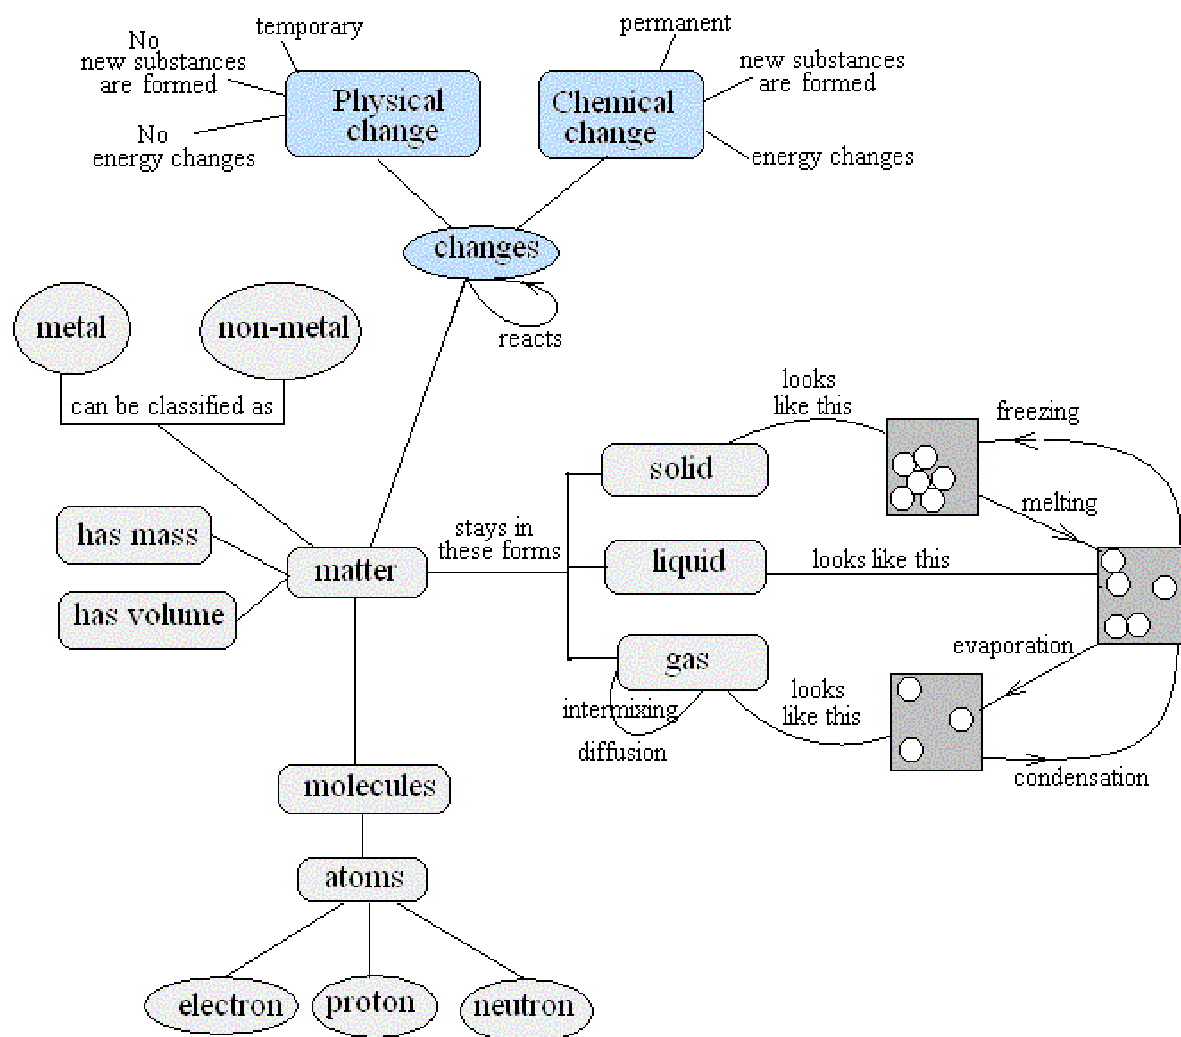 temporary
No
new substances
are formed
No
energy changes
Physical
change
permanent
new substances
are formed
energy changes
Chemical
change
changes
reacts
metal
non-metal
can be classified as
has mass
has volume
matter
stays in
these forms
solid
liquid
gas
intermixing
diffusion
looks
like this
looks like this
looks
like this
freezing
melting
evaporation
condensation
molecules
atoms
electron
proton
neutron